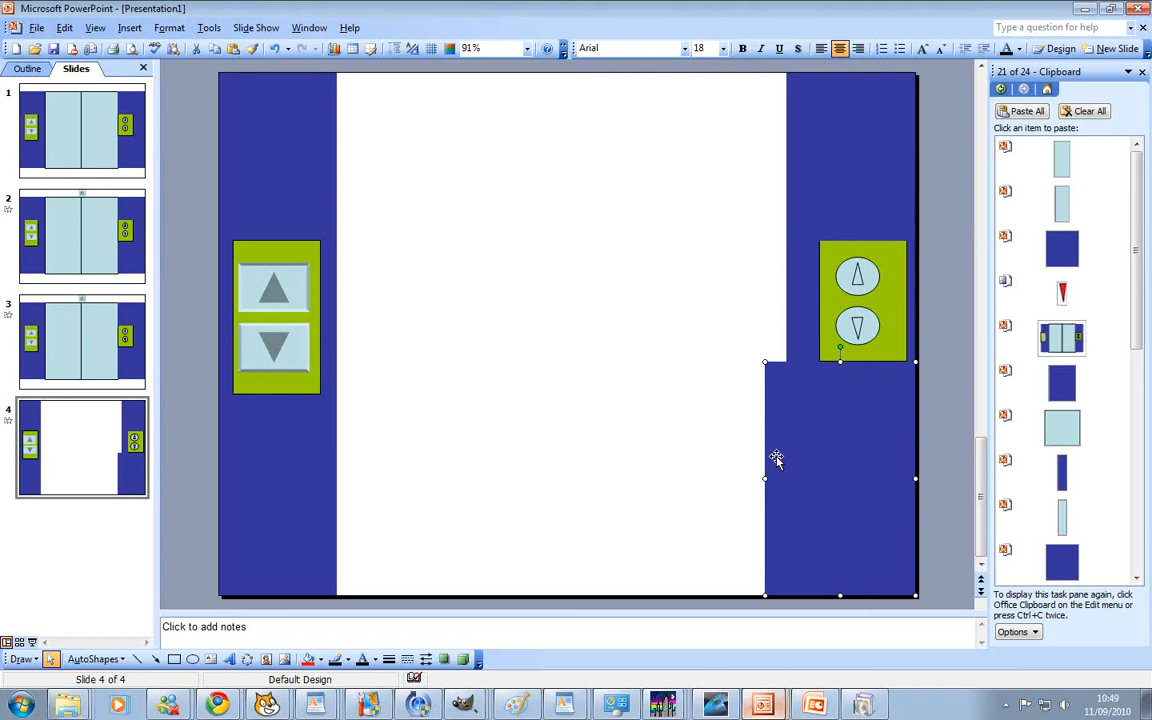 Microsoft PowerPoint - [Presentation1]
File Edit View Insert Format Tools Slide Show Window Help
Type a question for help
91%
Arial
18
B I U S
Design
New Slide
Outline
Slides
21 of 24 - Clipboard
Paste All
Clear All
Click an item to paste:
1
2
3
4
To display this task pane again, click
Office Clipboard on the Edit menu or
press Ctrl+C twice.
Options
Click to add notes
Draw
AutoShapes
Slide 4 of 4
Default Design
10:49
11/09/2010